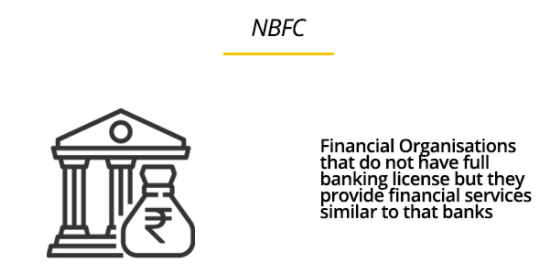 NBFC
₹
Financial Organisations
that do not have full
banking license but they
provide financial services
similar to that banks